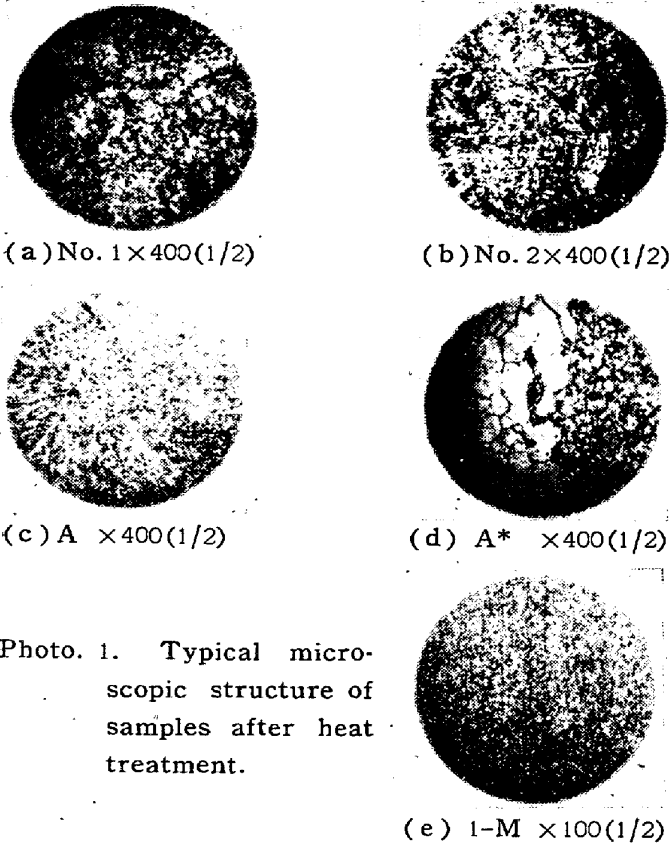 (a) No. 1×400(1/2)
(b) No. 2×400(1/2)
(c) A ×400(1/2)
(d) A* ×400(1/2)
Photo. 1. Typical micro-
scopic structure of
samples after heat
treatment.
(e) 1-M ×100(1/2)